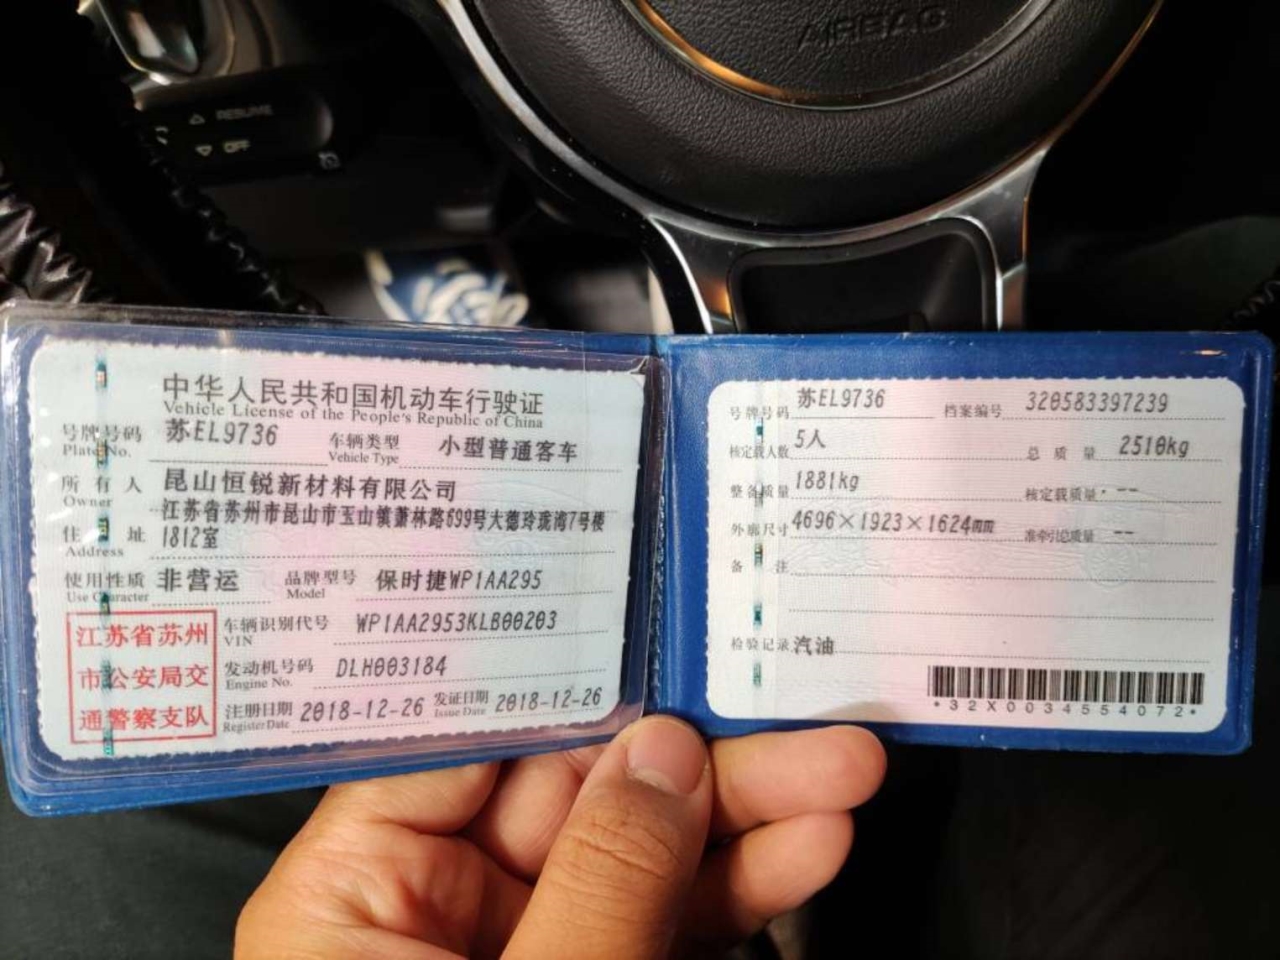 AIRBAG
RESUME
OFF
中华人民共和国机动车行驶证
Vehicle License of the People's Republic of China
号牌号码 苏EL9736 车辆类型 小型普通客车
Plate No. Vehicle Type
所有人 昆山恒锐新材料有限公司
Owner
住址 江苏省苏州市昆山市玉山镇萧林路699号大德玲珑湾7号楼
Address 1812室
使用性质 非营运 品牌型号 保时捷WP1AA295
Use Character Model
江苏省苏州
市公安局交
通警察支队
车辆识别代号 WP1AA2953KLB00203
VIN
发动机号码 DLH003184
Engine No.
注册日期 2018-12-26 发证日期 2018-12-26
Register Date Issue Date
号牌号码 苏EL9736 档案编号 320583397239
核定载人数 5人 总质量 2510kg
整备质量 1881kg 核定载质量 --
外廓尺寸 4696×1923×1624mm 准牵引总质量 --
备注
检验记录 汽油
*32X0034554072*